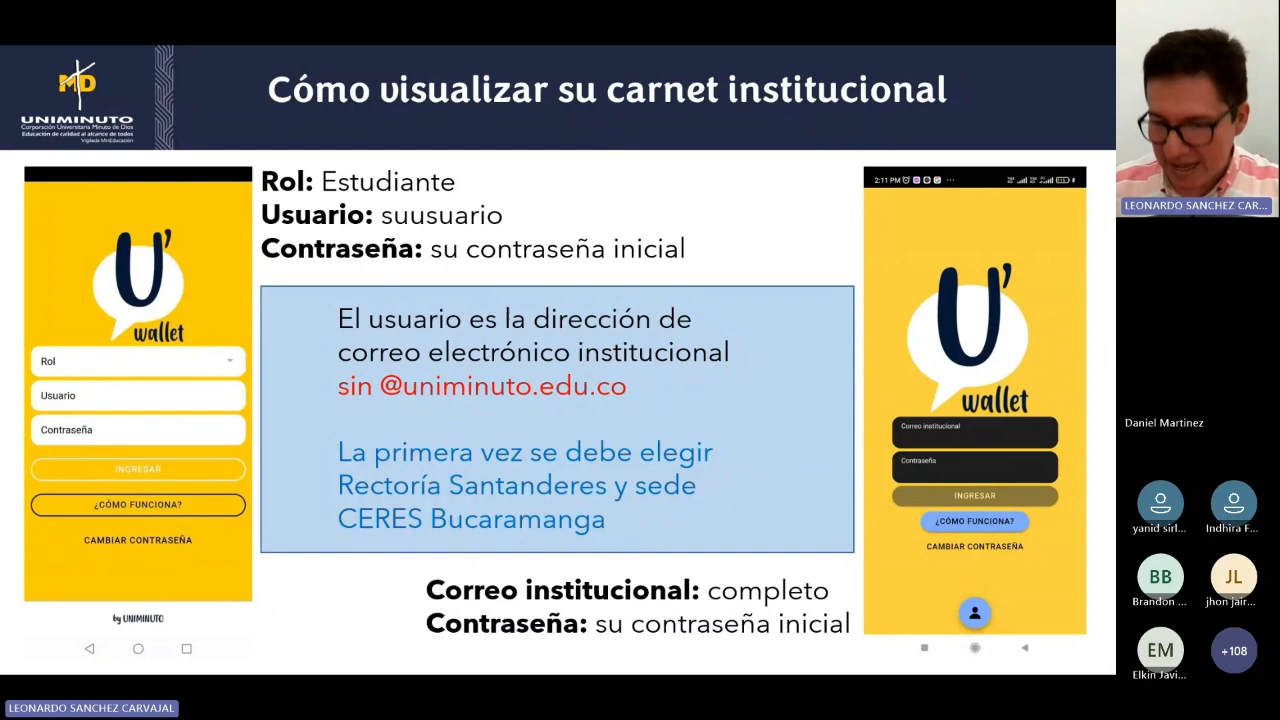 Cómo visualizar su carnet institucional
MD
UNIMINUTO
Corporación Universitaria Minuto de Dios
Educación de calidad al alcance de todos
Vigilada MinEducación
U'
wallet
Rol
Usuario
Contraseña
INGRESAR
¿CÓMO FUNCIONA?
CAMBIAR CONTRASEÑA
by UNIMINUTO
Rol: Estudiante
Usuario: suusuario
Contraseña: su contraseña inicial
El usuario es la dirección de
correo electrónico institucional
sin @uniminuto.edu.co
La primera vez se debe elegir
Rectoría Santanderes y sede
CERES Bucaramanga
Correo institucional: completo
Contraseña: su contraseña inicial
2:11 PM
U'
wallet
Correo institucional
Contraseña
INGRESAR
¿CÓMO FUNCIONA?
CAMBIAR CONTRASEÑA
LEONARDO SANCHEZ CAR...
Daniel Martinez
yanid sirl...
Indhira F...
BB
JL
Brandon ...
jhon jair...
EM
+108
Elkin Javi...
LEONARDO SANCHEZ CARVAJAL